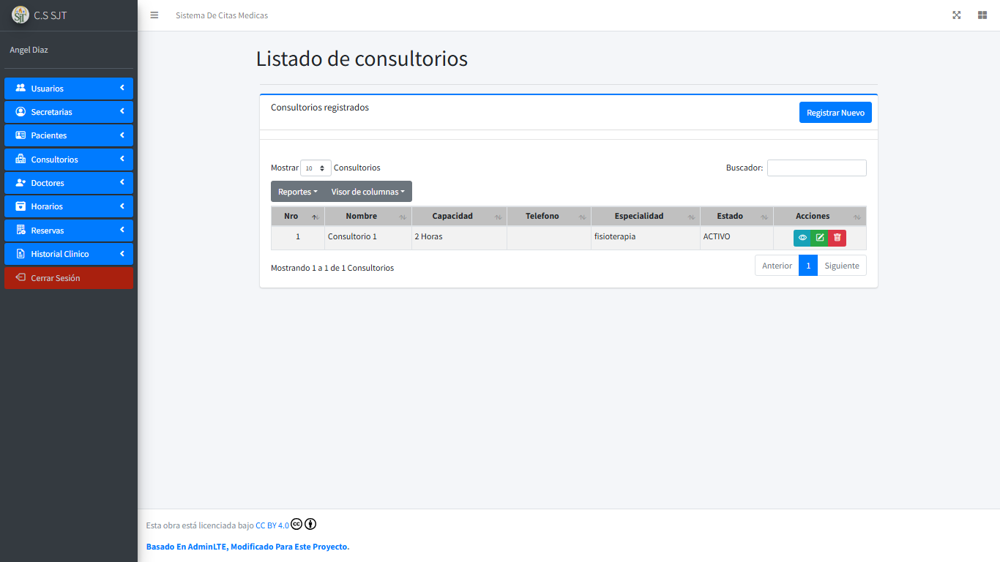 C.S SJT
Sistema De Citas Medicas
Angel Diaz
Usuarios
Secretarias
Pacientes
Consultorios
Doctores
Horarios
Reservas
Historial Clinico
Cerrar Sesión
Listado de consultorios
Consultorios registrados
Registrar Nuevo
Mostrar 10 Consultorios
Buscador:
Reportes Visor de columnas
Nro Nombre Capacidad Telefono Especialidad Estado Acciones
1 Consultorio 1 2 Horas fisioterapia ACTIVO
Mostrando 1 a 1 de 1 Consultorios
Anterior 1 Siguiente
Esta obra está licenciada bajo CC BY 4.0
Basado En AdminLTE, Modificado Para Este Proyecto.